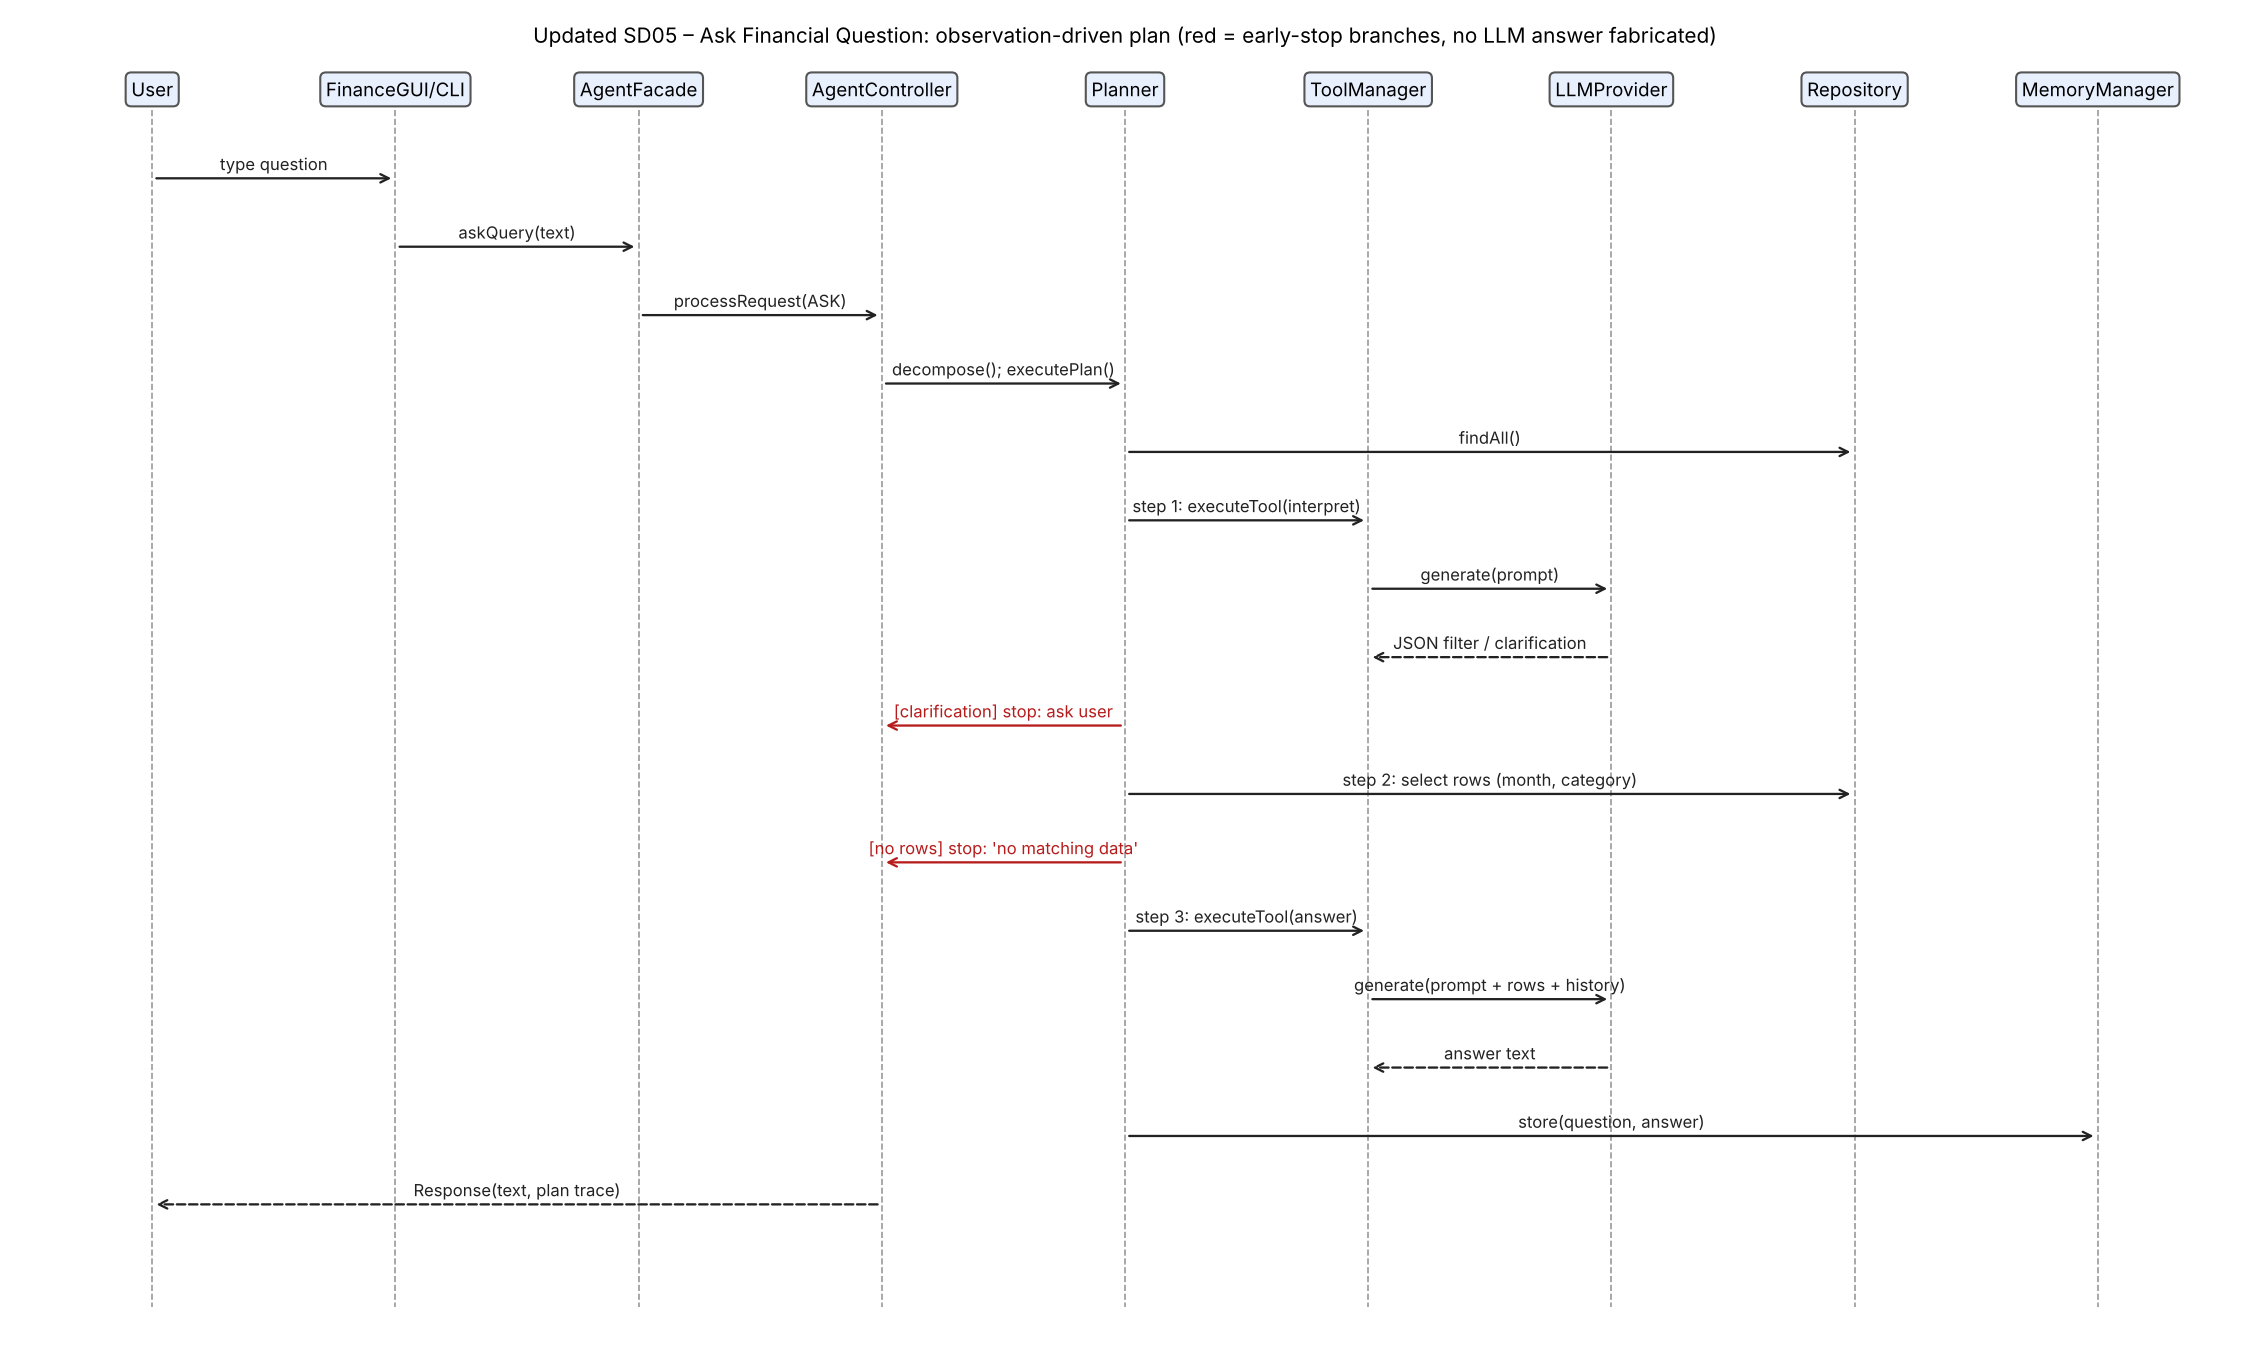 Updated SD05 – Ask Financial Question: observation-driven plan (red = early-stop branches, no LLM answer fabricated)
User
FinanceGUI/CLI
AgentFacade
AgentController
Planner
ToolManager
LLMProvider
Repository
MemoryManager
type question
askQuery(text)
processRequest(ASK)
decompose(); executePlan()
findAll()
step 1: executeTool(interpret)
generate(prompt)
JSON filter / clarification
[clarification] stop: ask user
step 2: select rows (month, category)
[no rows] stop: 'no matching data'
step 3: executeTool(answer)
generate(prompt + rows + history)
answer text
store(question, answer)
Response(text, plan trace)